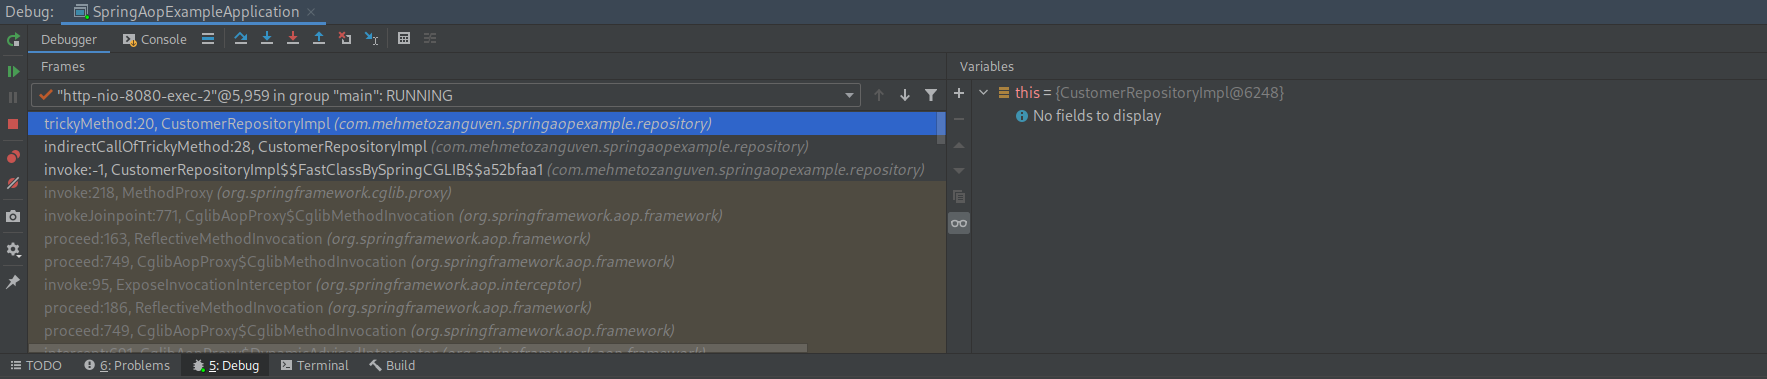 Debug: SpringAopExampleApplication
Debugger Console
Frames
"http-nio-8080-exec-2"@5,959 in group "main": RUNNING
trickyMethod:20, CustomerRepositoryImpl (com.mehmetozanguven.springaopexample.repository)
indirectCallOfTrickyMethod:28, CustomerRepositoryImpl (com.mehmetozanguven.springaopexample.repository)
invoke:-1, CustomerRepositoryImpl$$FastClassBySpringCGLIB$$a52bfaa1 (com.mehmetozanguven.springaopexample.repository)
invoke:218, MethodProxy (org.springframework.cglib.proxy)
invokeJoinpoint:771, CglibAopProxy$CglibMethodInvocation (org.springframework.aop.framework)
proceed:163, ReflectiveMethodInvocation (org.springframework.aop.framework)
proceed:749, CglibAopProxy$CglibMethodInvocation (org.springframework.aop.framework)
invoke:95, ExposeInvocationInterceptor (org.springframework.aop.interceptor)
proceed:186, ReflectiveMethodInvocation (org.springframework.aop.framework)
proceed:749, CglibAopProxy$CglibMethodInvocation (org.springframework.aop.framework)
Variables
this = {CustomerRepositoryImpl@6248}
No fields to display
TODO 6: Problems 5: Debug Terminal Build